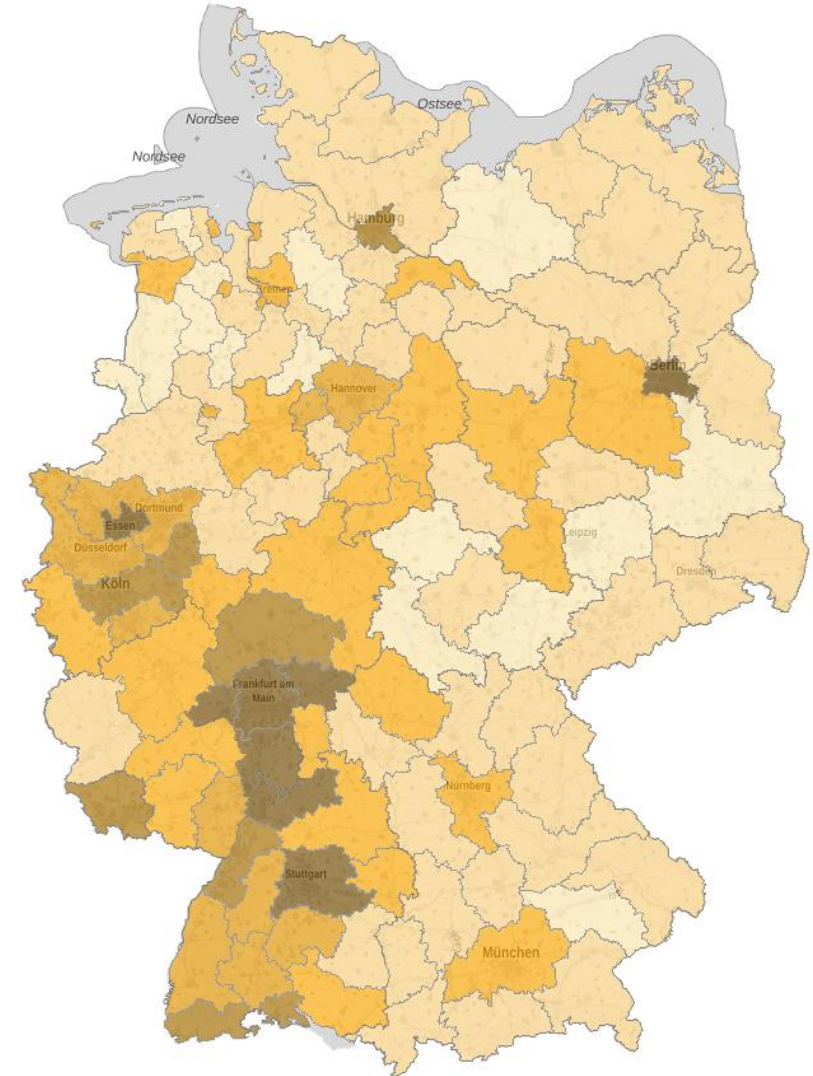 Ostsee
Nordsee
Nordsee
Hamburg
Bremen
Elbe
Berlin
Hannover
Dortmund
Essen
Düsseldorf
Leipzig
Dresden
Köln
Frankfurt am
Main
Nürnberg
Stuttgart
München